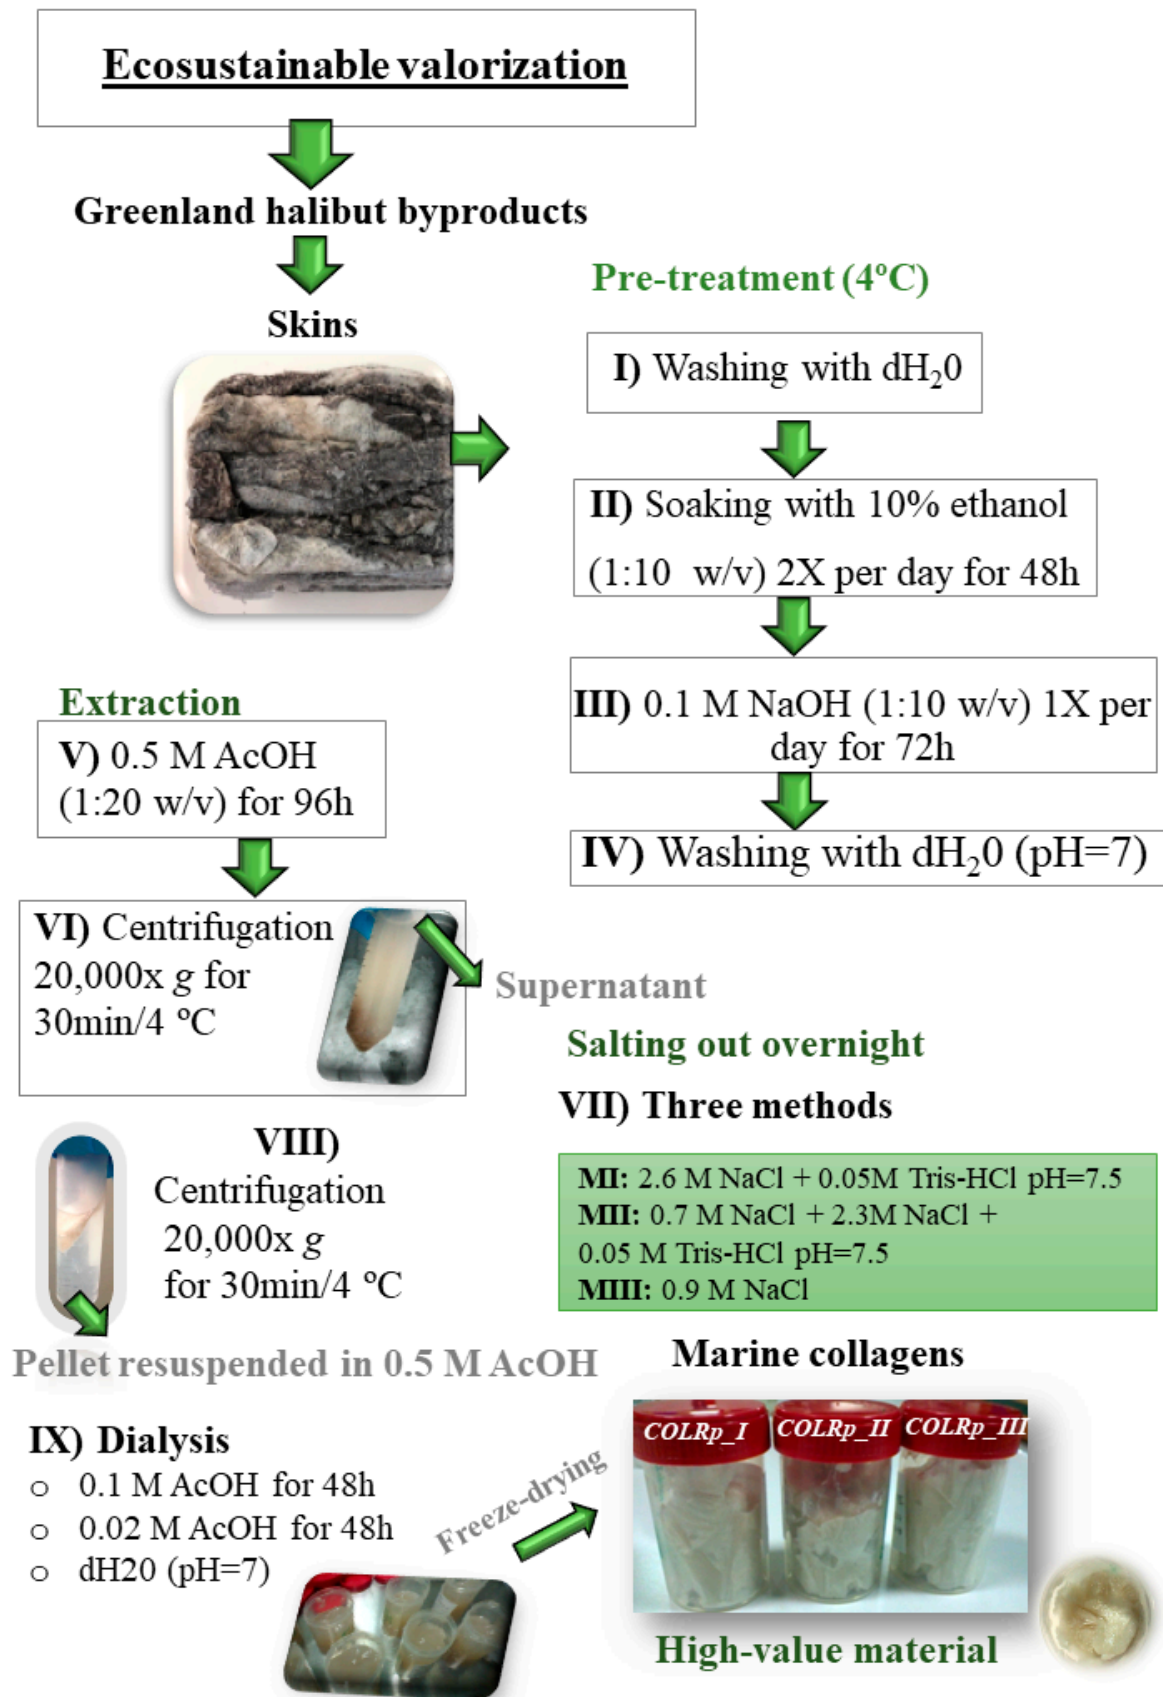 Ecosustainable valorization
Greenland halibut byproducts
Skins
Pre-treatment (4ºC)
I) Washing with dH₂0
II) Soaking with 10% ethanol
(1:10 w/v) 2X per day for 48h
III) 0.1 M NaOH (1:10 w/v) 1X per
day for 72h
IV) Washing with dH₂0 (pH=7)
Extraction
V) 0.5 M AcOH
(1:20 w/v) for 96h
VI) Centrifugation
20,000x g for
30min/4 ºC
Supernatant
Salting out overnight
VII) Three methods
MI: 2.6 M NaCl + 0.05M Tris-HCl pH=7.5
MII: 0.7 M NaCl + 2.3M NaCl +
0.05 M Tris-HCl pH=7.5
MIII: 0.9 M NaCl
VIII)
Centrifugation
20,000x g
for 30min/4 ºC
Pellet resuspended in 0.5 M AcOH
IX) Dialysis
o 0.1 M AcOH for 48h
o 0.02 M AcOH for 48h
o dH20 (pH=7)
Freeze-drying
Marine collagens
COLRp_I
COLRp_II
COLRp_III
High-value material